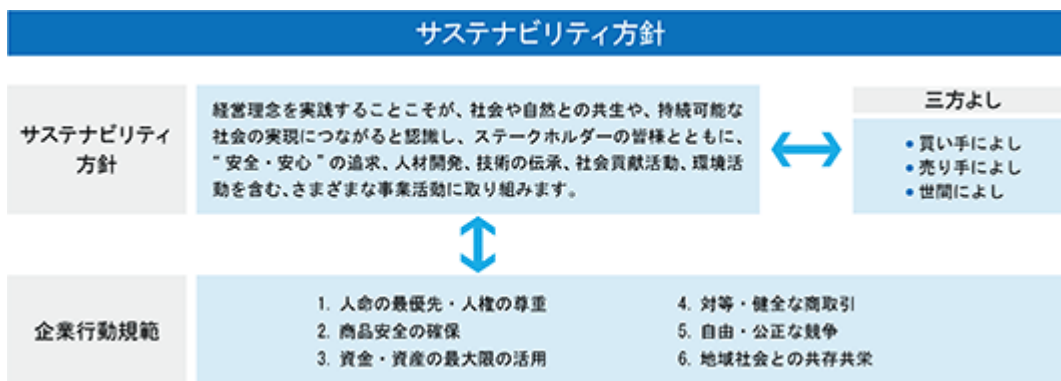 サステナビリティ方針
サステナビリティ
方針
経営理念を実践することこそが、社会や自然との共生や、持続可能な
社会の実現につながると認識し、ステークホルダーの皆様とともに、
“安全・安心”の追求、人材開発、技術の伝承、社会貢献活動、環境活
動を含む、さまざまな事業活動に取り組みます。
三方よし
● 買い手によし
● 売り手によし
● 世間によし
企業行動規範
1. 人命の最優先・人権の尊重
2. 商品安全の確保
3. 資金・資産の最大限の活用
4. 対等・健全な商取引
5. 自由・公正な競争
6. 地域社会との共存共栄